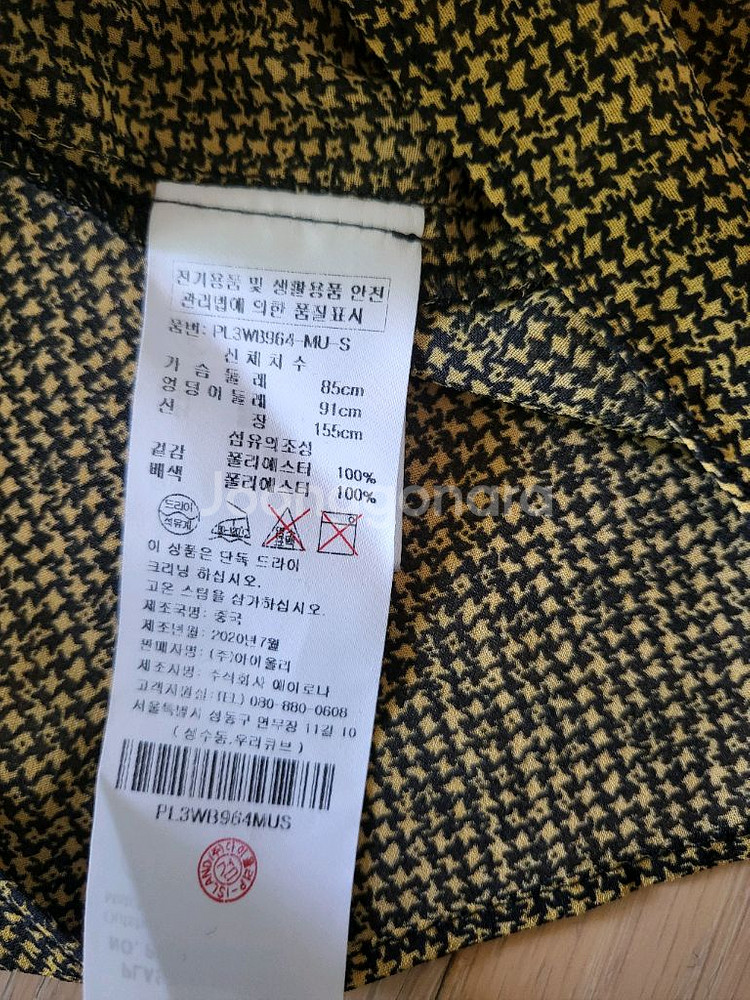 전기용품 및 생활용품 안전
관리법에 의한 품질표시
품번: PL3WB964-MU-S
신체치수
가슴둘레 85cm
엉덩이둘레 91cm
신장 155cm
섬유의조성
겉감 폴리에스터 100%
배색 폴리에스터 100%
드라이
석유계
이 상품은 단독 드라이
크리닝 하십시오.
고온 스팀을 삼가하십시오.
제조국명: 중국
제조년월: 2020년7월
판매자명: (주)아이올리
제조사명: 주식회사 에이로나
고객지원실: TEL) 080-880-0608
서울특별시 성동구 연무장 11길 10
(성수동,우리큐브)
PL3WB964MUS
Joonggonara